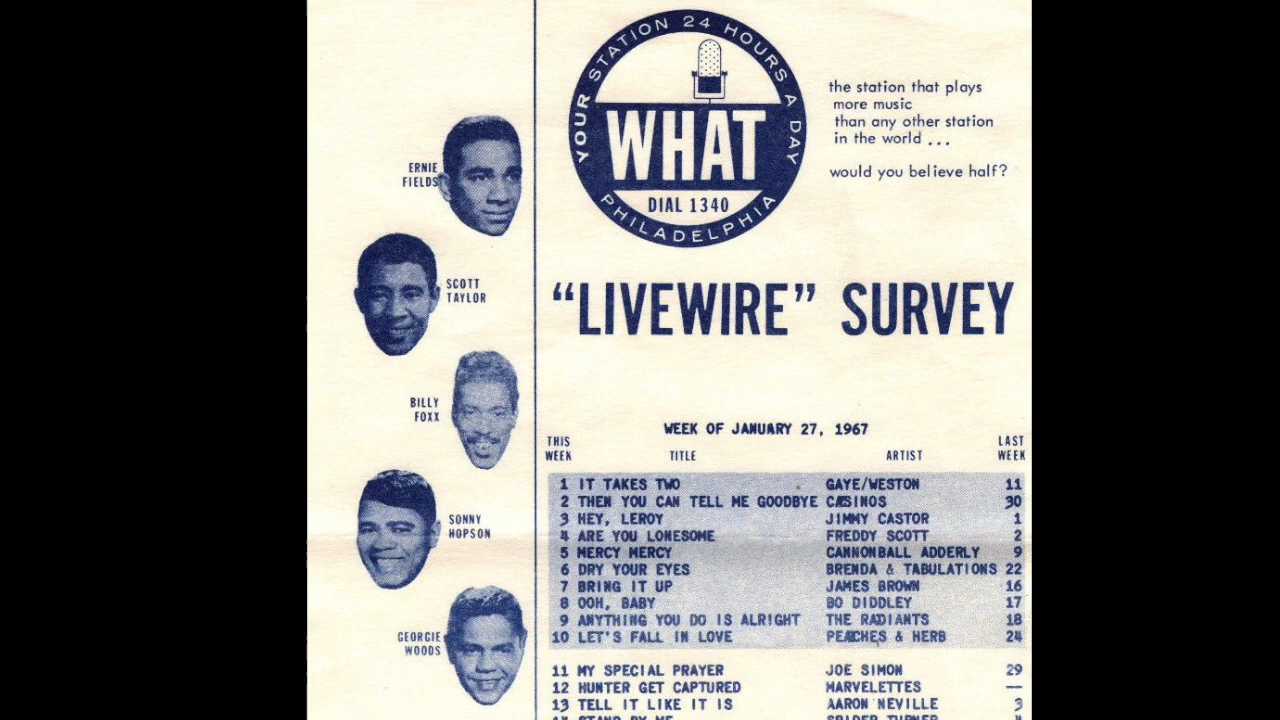 YOUR STATION 24 HOURS A DAY
WHAT
DIAL 1340
PHILADELPHIA
the station that plays
more music
than any other station
in the world ...
would you believe half?
ERNIE
FIELDS
SCOTT
TAYLOR
BILLY
FOXX
SONNY
HOPSON
GEORGIE
WOODS
"LIVEWIRE" SURVEY
WEEK OF JANUARY 27, 1967
THIS WEEK TITLE ARTIST LAST WEEK
1 IT TAKES TWO GAYE/WESTON 11
2 THEN YOU CAN TELL ME GOODBYE CASINOS 30
3 HEY, LEROY JIMMY CASTOR 1
4 ARE YOU LONESOME FREDDY SCOTT 2
5 MERCY MERCY CANNONBALL ADDERLY 9
6 DRY YOUR EYES BRENDA & TABULATIONS 22
7 BRING IT UP JAMES BROWN 16
8 OOH, BABY BO DIDDLEY 17
9 ANYTHING YOU DO IS ALRIGHT THE RADIANTS 18
10 LET'S FALL IN LOVE PEACHES & HERB 24
11 MY SPECIAL PRAYER JOE SIMON 29
12 HUNTER GET CAPTURED MARVELETTES —
13 TELL IT LIKE IT IS AARON NEVILLE 3
14 STAND BY ME SPIDER TURNER